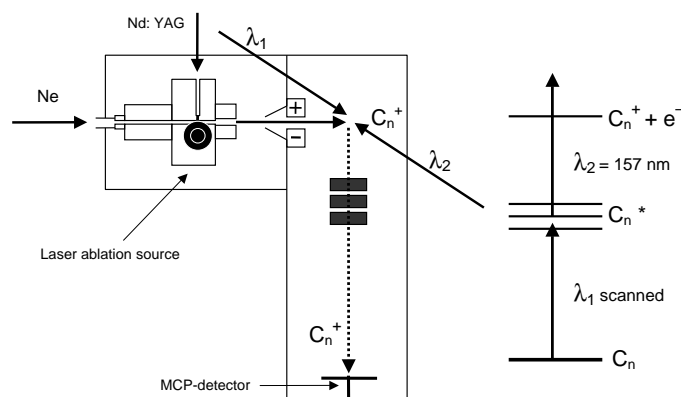 Nd: YAG
λ₁
Ne
+
−
Cₙ⁺
λ₂
Laser ablation source
Cₙ⁺
MCP-detector
Cₙ⁺ + e⁻
λ₂ = 157 nm
Cₙ *
λ₁ scanned
Cₙ